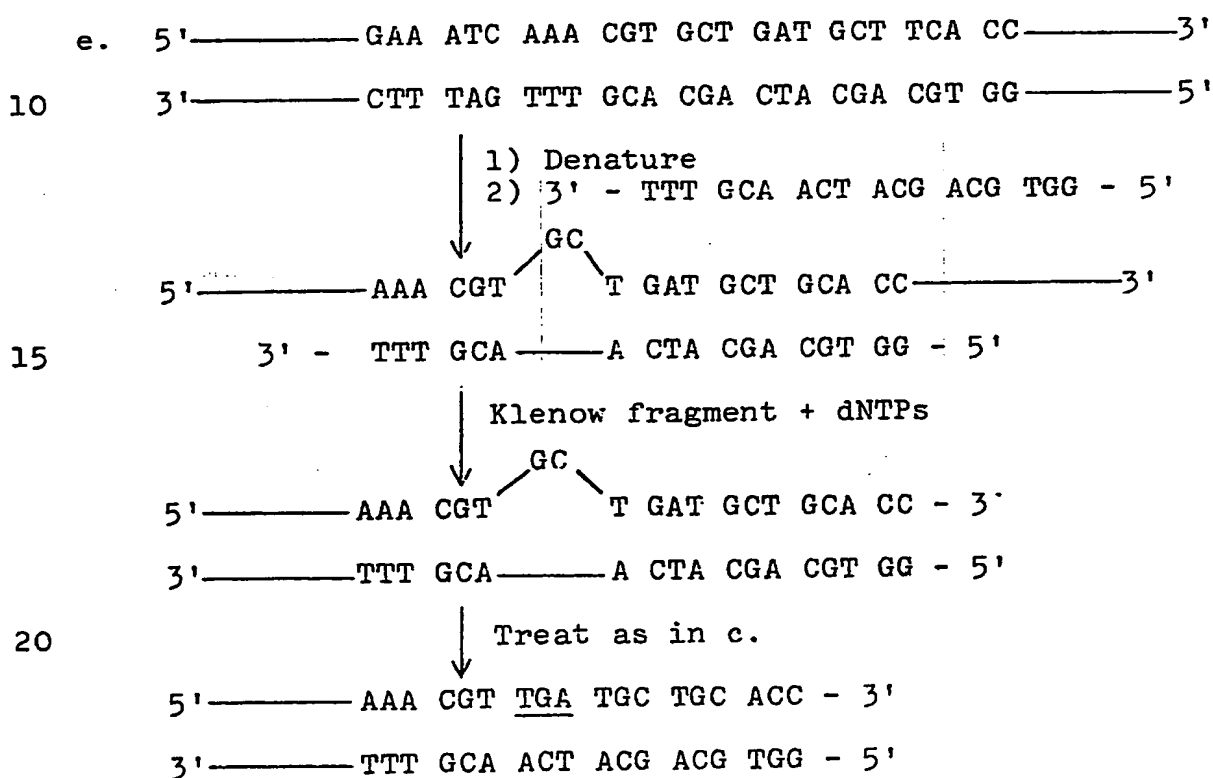 e. 5'————GAA ATC AAA CGT GCT GAT GCT TCA CC————3'
10 3'————CTT TAG TTT GCA CGA CTA CGA CGT GG————5'
1) Denature
2) 3' - TTT GCA ACT ACG ACG TGG - 5'
GC
5'————AAA CGT T GAT GCT GCA CC————3'
15 3' - TTT GCA——A CTA CGA CGT GG - 5'
Klenow fragment + dNTPs
GC
5'————AAA CGT T GAT GCT GCA CC - 3'
3'————TTT GCA——A CTA CGA CGT GG - 5'
20 Treat as in c.
5'————AAA CGT TGA TGC TGC ACC - 3'
3'————TTT GCA ACT ACG ACG TGG - 5'